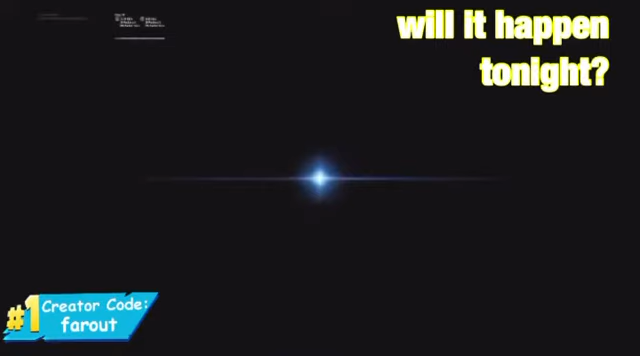 will it happen
tonight?
#1
Creator Code:
farout